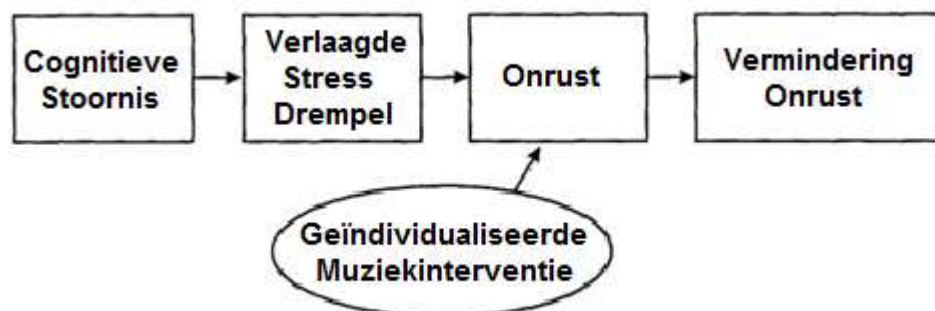 Cognitieve
Stoornis
Verlaagde
Stress
Drempel
Onrust
Vermindering
Onrust
Geïndividualiseerde
Muziekinterventie